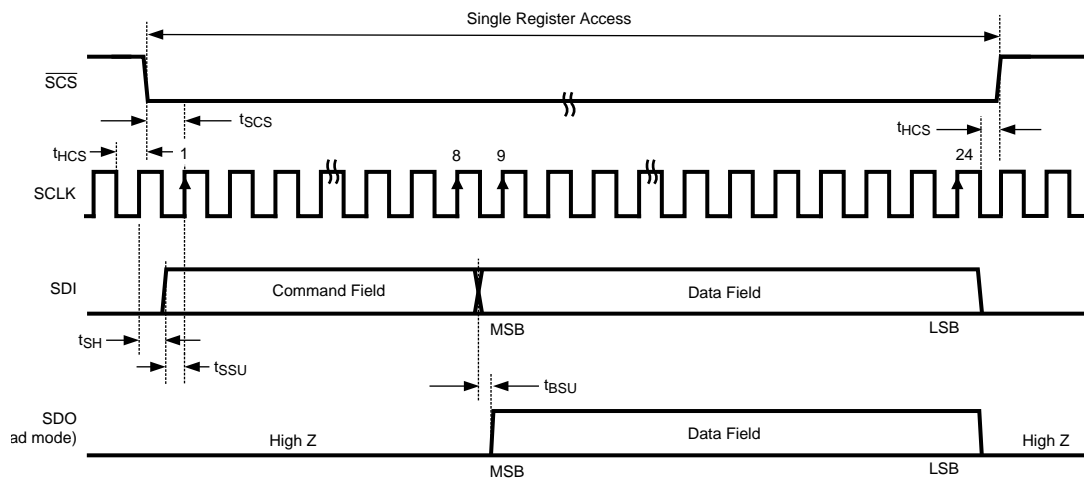 Single Register Access
SCS
tSCS
tHCS
tHCS
1
8
9
24
SCLK
SDI
Command Field
Data Field
MSB
LSB
tSH
tSSU
tBSU
SDO
ad mode)
High Z
Data Field
High Z
MSB
LSB